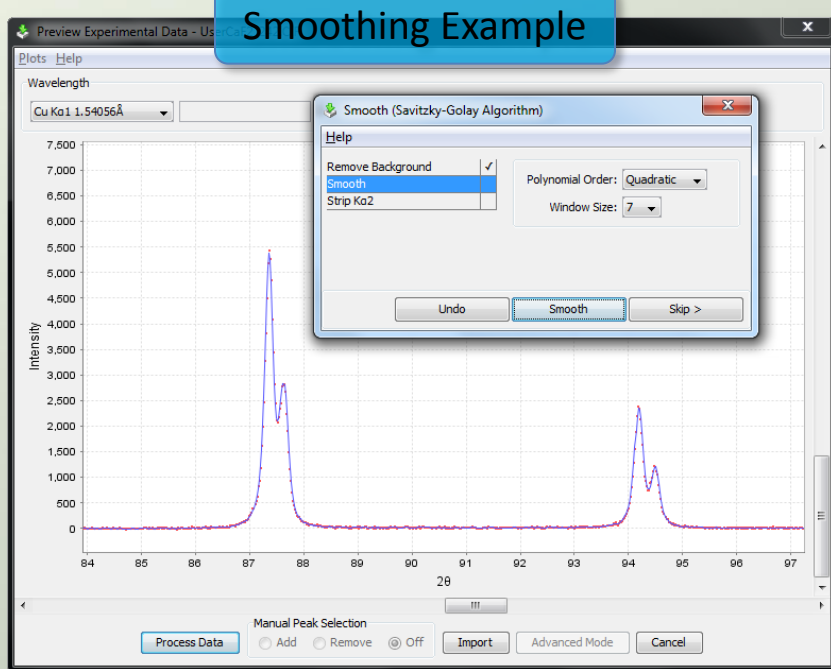 Smoothing Example
Preview Experimental Data - User
Plots Help
Wavelength
Cu Kα1 1.54056Å
Smooth (Savitzky-Golay Algorithm)
Help
Remove Background ✓
Smooth
Strip Kα2
Polynomial Order: Quadratic
Window Size: 7
Undo
Smooth
Skip >
Intensity
7,500
7,000
6,500
6,000
5,500
5,000
4,500
4,000
3,500
3,000
2,500
2,000
1,500
1,000
500
0
84 85 86 87 88 89 90 91 92 93 94 95 96 97
2θ
Manual Peak Selection
Process Data
Add Remove Off
Import
Advanced Mode
Cancel